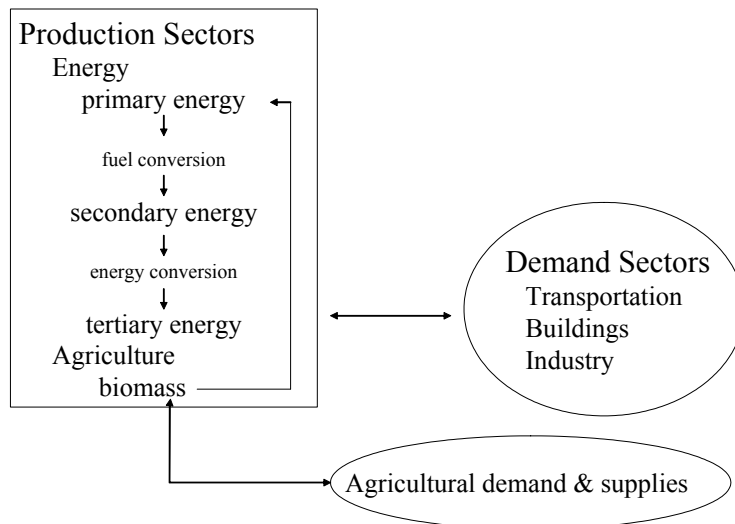 Production Sectors
Energy
primary energy
fuel conversion
secondary energy
energy conversion
tertiary energy
Agriculture
biomass
Demand Sectors
Transportation
Buildings
Industry
Agricultural demand & supplies